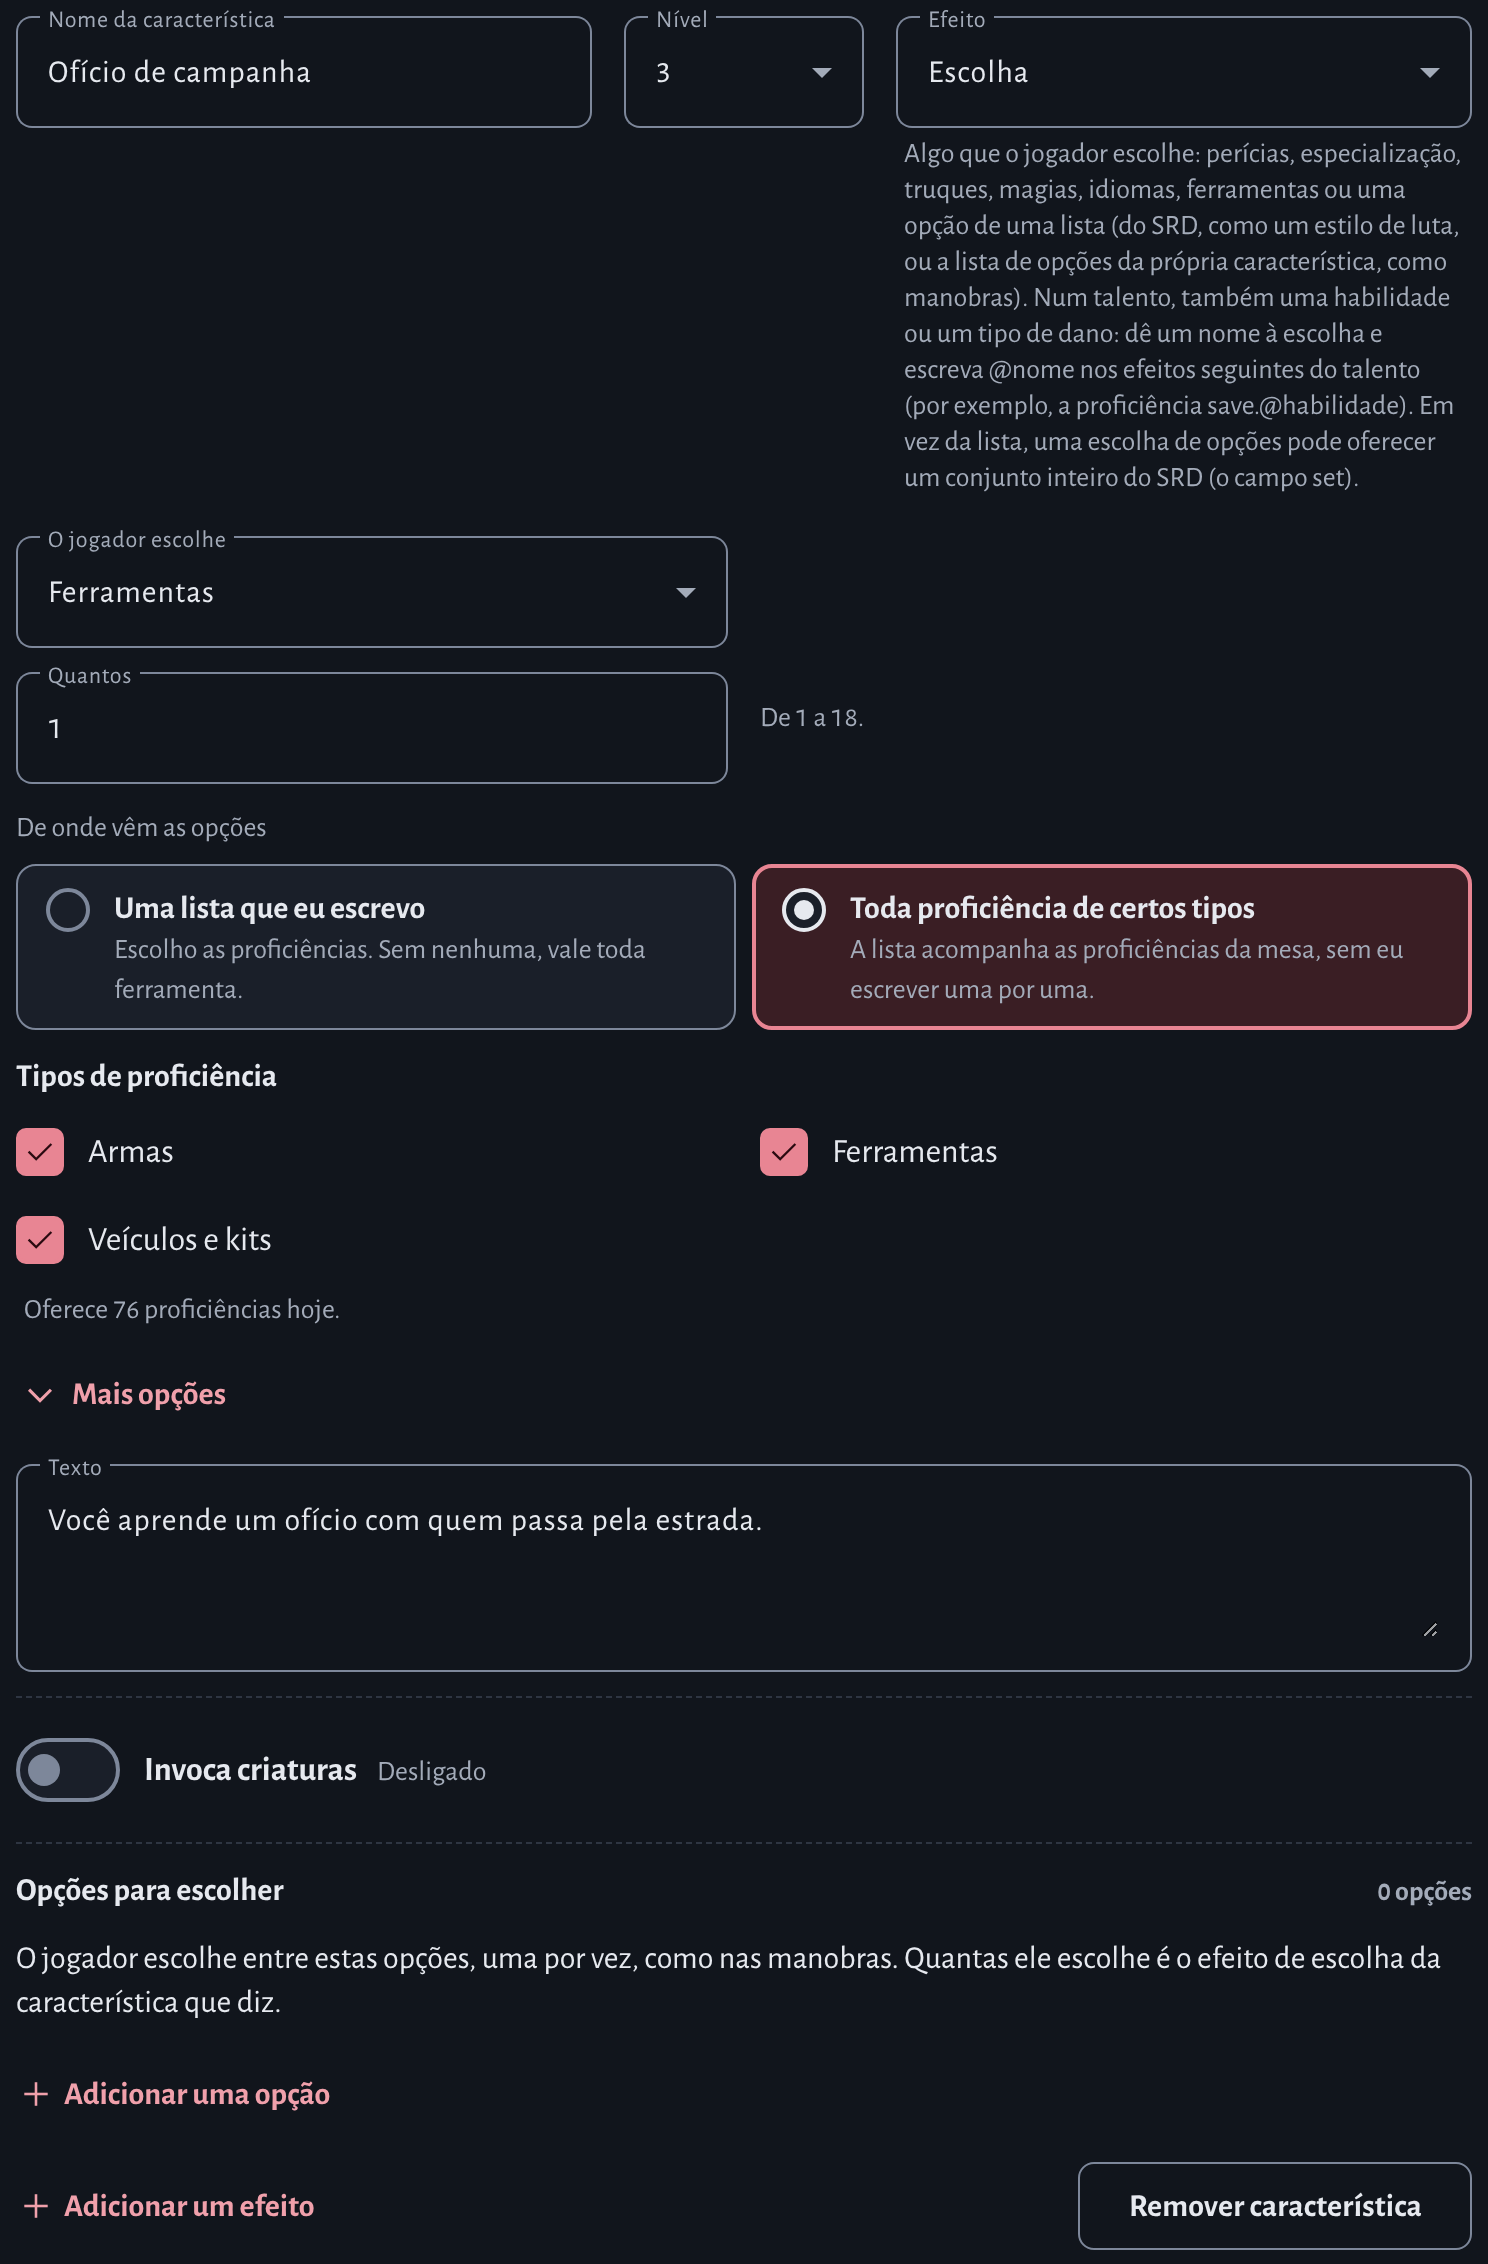 Nome da característica
Ofício de campanha
Nível
3
Efeito
Escolha
Algo que o jogador escolhe: perícias, especialização,
truques, magias, idiomas, ferramentas ou uma
opção de uma lista (do SRD, como um estilo de luta,
ou a lista de opções da própria característica, como
manobras). Num talento, também uma habilidade
ou um tipo de dano: dê um nome à escolha e
escreva @nome nos efeitos seguintes do talento
(por exemplo, a proficiência save.@habilidade). Em
vez da lista, uma escolha de opções pode oferecer
um conjunto inteiro do SRD (o campo set).
O jogador escolhe
Ferramentas
Quantos
1
De 1 a 18.
De onde vêm as opções
Uma lista que eu escrevo
Escolho as proficiências. Sem nenhuma, vale toda
ferramenta.
Toda proficiência de certos tipos
A lista acompanha as proficiências da mesa, sem eu
escrever uma por uma.
Tipos de proficiência
Armas
Ferramentas
Veículos e kits
Oferece 76 proficiências hoje.
Mais opções
Texto
Você aprende um ofício com quem passa pela estrada.
Invoca criaturas Desligado
Opções para escolher
0 opções
O jogador escolhe entre estas opções, uma por vez, como nas manobras. Quantas ele escolhe é o efeito de escolha da
característica que diz.
Adicionar uma opção
Adicionar um efeito
Remover característica